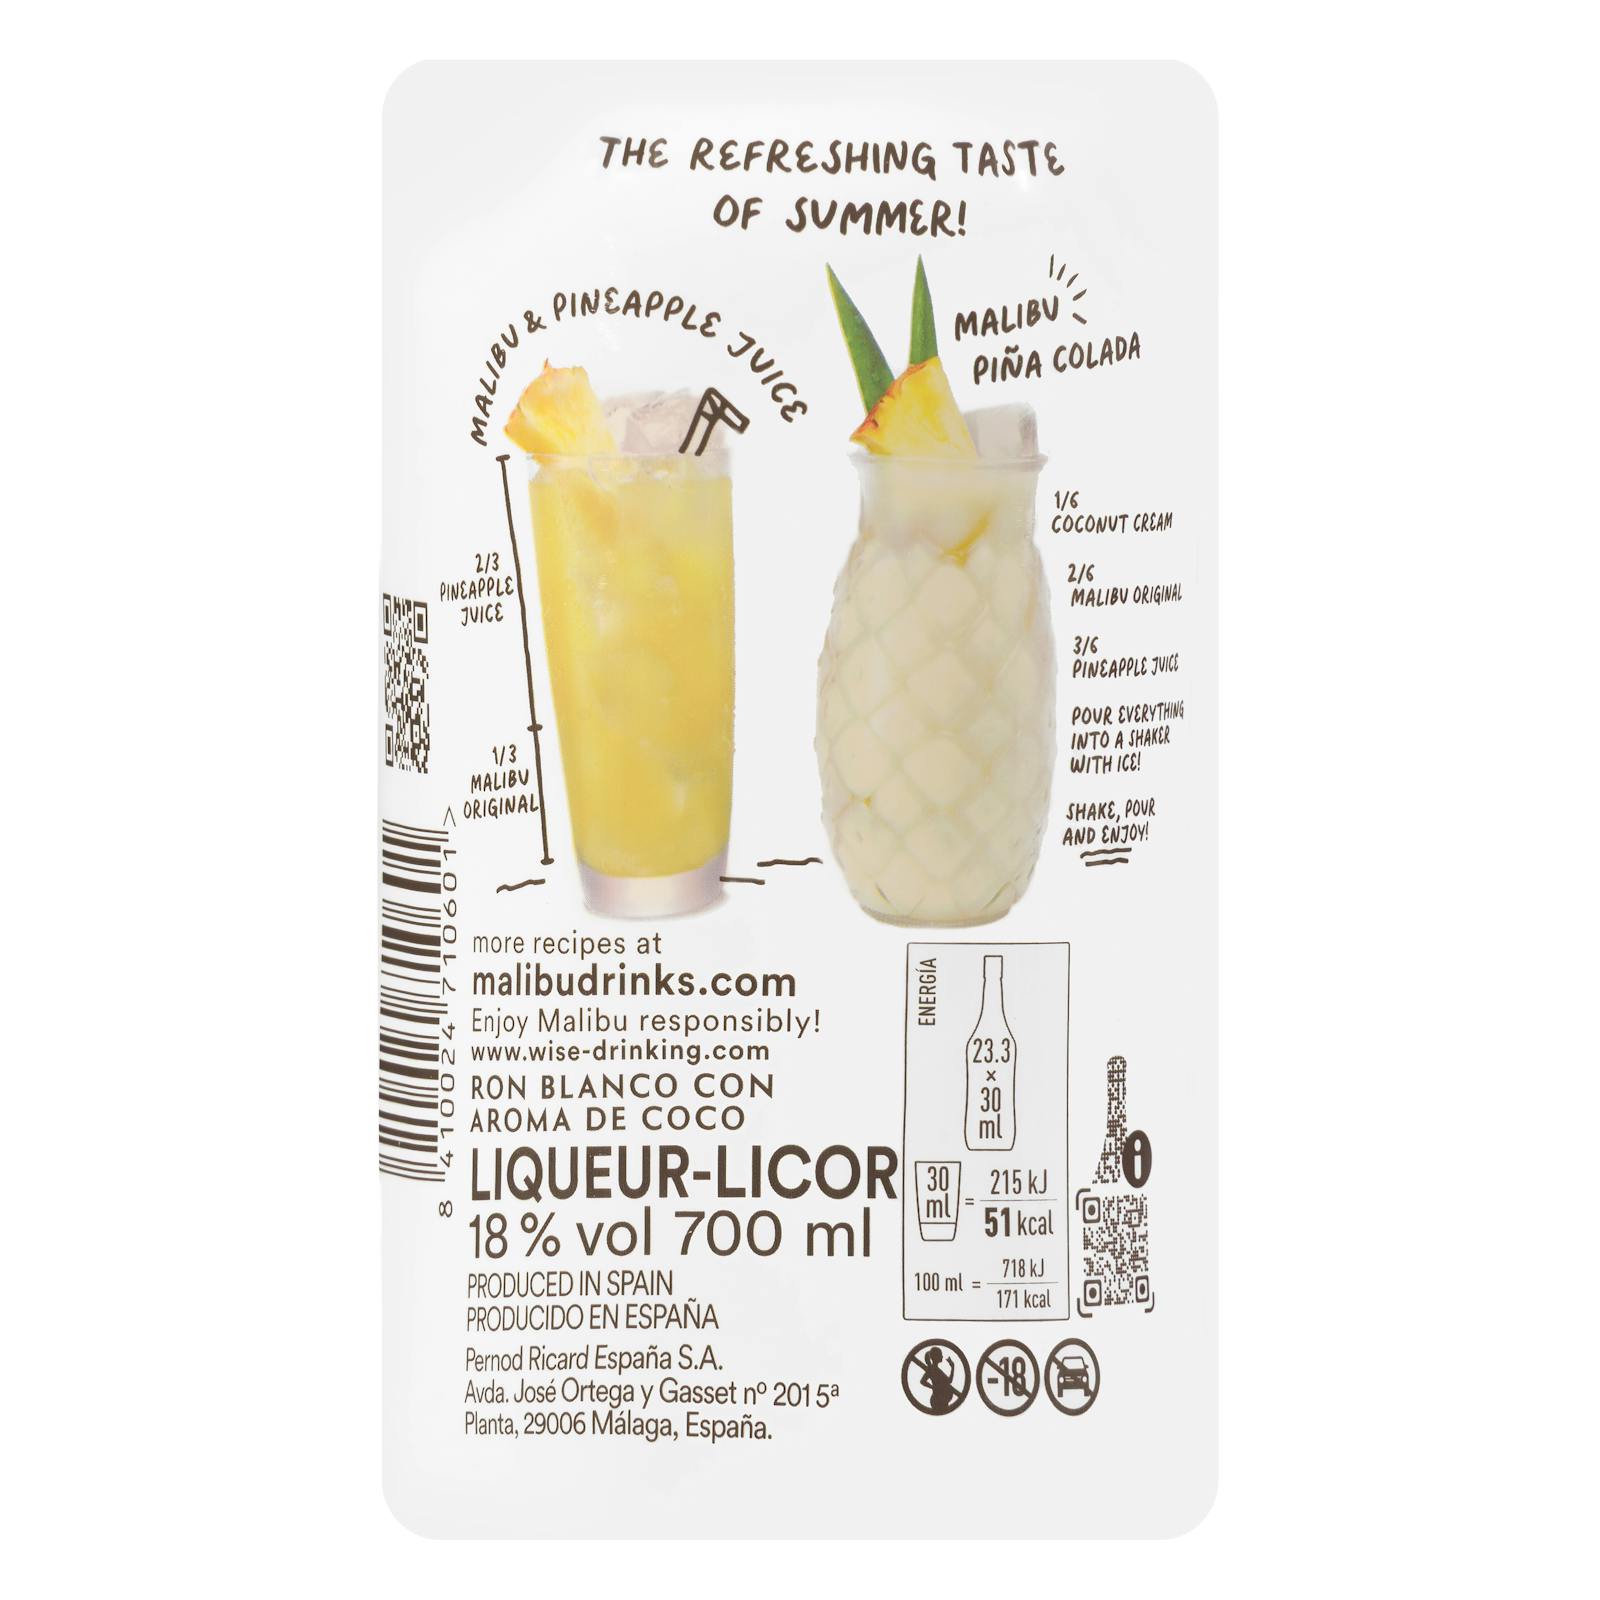 THE REFRESHING TASTE
OF SUMMER!
MALIBU & PINEAPPLE JUICE
MALIBU
PIÑA COLADA
2/3
PINEAPPLE
JUICE
1/3
MALIBU
ORIGINAL
1/6
COCONUT CREAM
2/6
MALIBU ORIGINAL
3/6
PINEAPPLE JUICE
POUR EVERYTHING
INTO A SHAKER
WITH ICE!
SHAKE, POUR
AND ENJOY!
8 410024 710601 >
more recipes at
malibudrinks.com
Enjoy Malibu responsibly!
www.wise-drinking.com
RON BLANCO CON
AROMA DE COCO
LIQUEUR-LICOR
18 % vol 700 ml
PRODUCED IN SPAIN
PRODUCIDO EN ESPAÑA
Pernod Ricard España S.A.
Avda. José Ortega y Gasset nº 201 5ª
Planta, 29006 Málaga, España.
ENERGÍA
23.3
×
30
ml
30
ml
=
215 kJ
51 kcal
100 ml =
718 kJ
171 kcal
i
-18